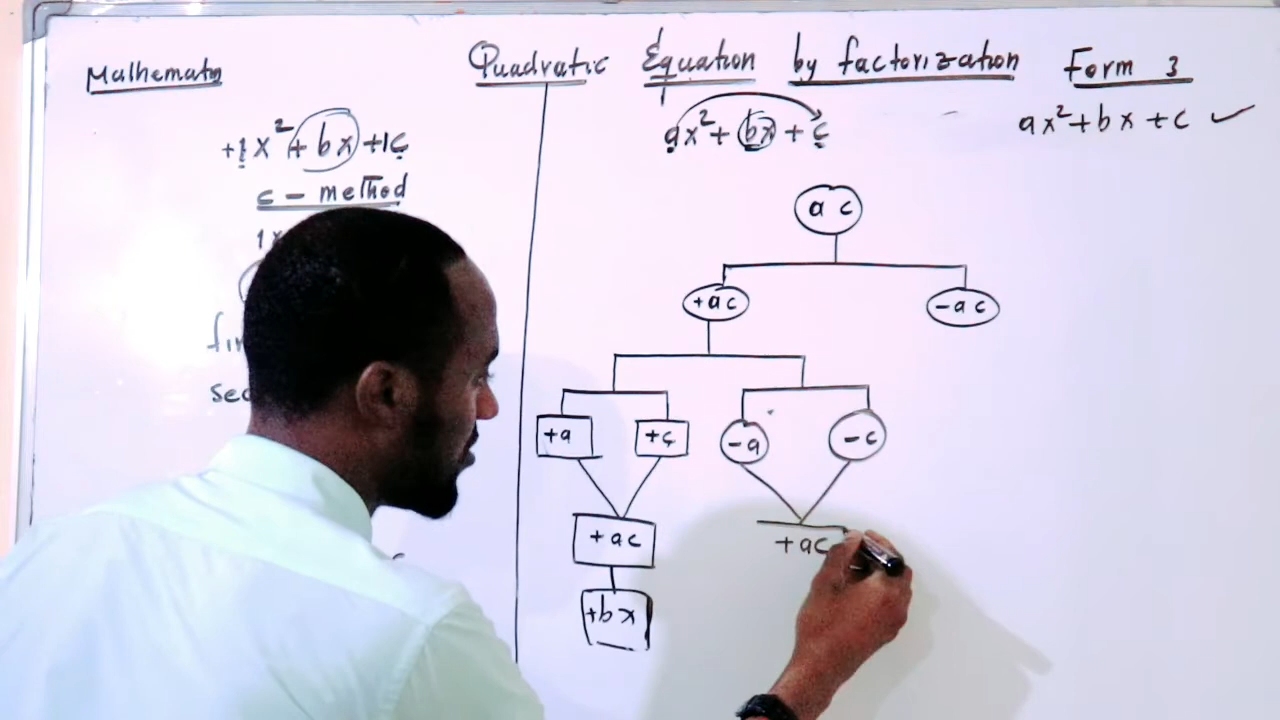 Mathematics
Quadratic Equation by factorization Form 3
+1x²+bx+1c
c - method
1x
ax²+bx+c
ax²+bx+c ✓
a c
+ac
-ac
+a
+c
-a
-c
+ac
+ac
+bx